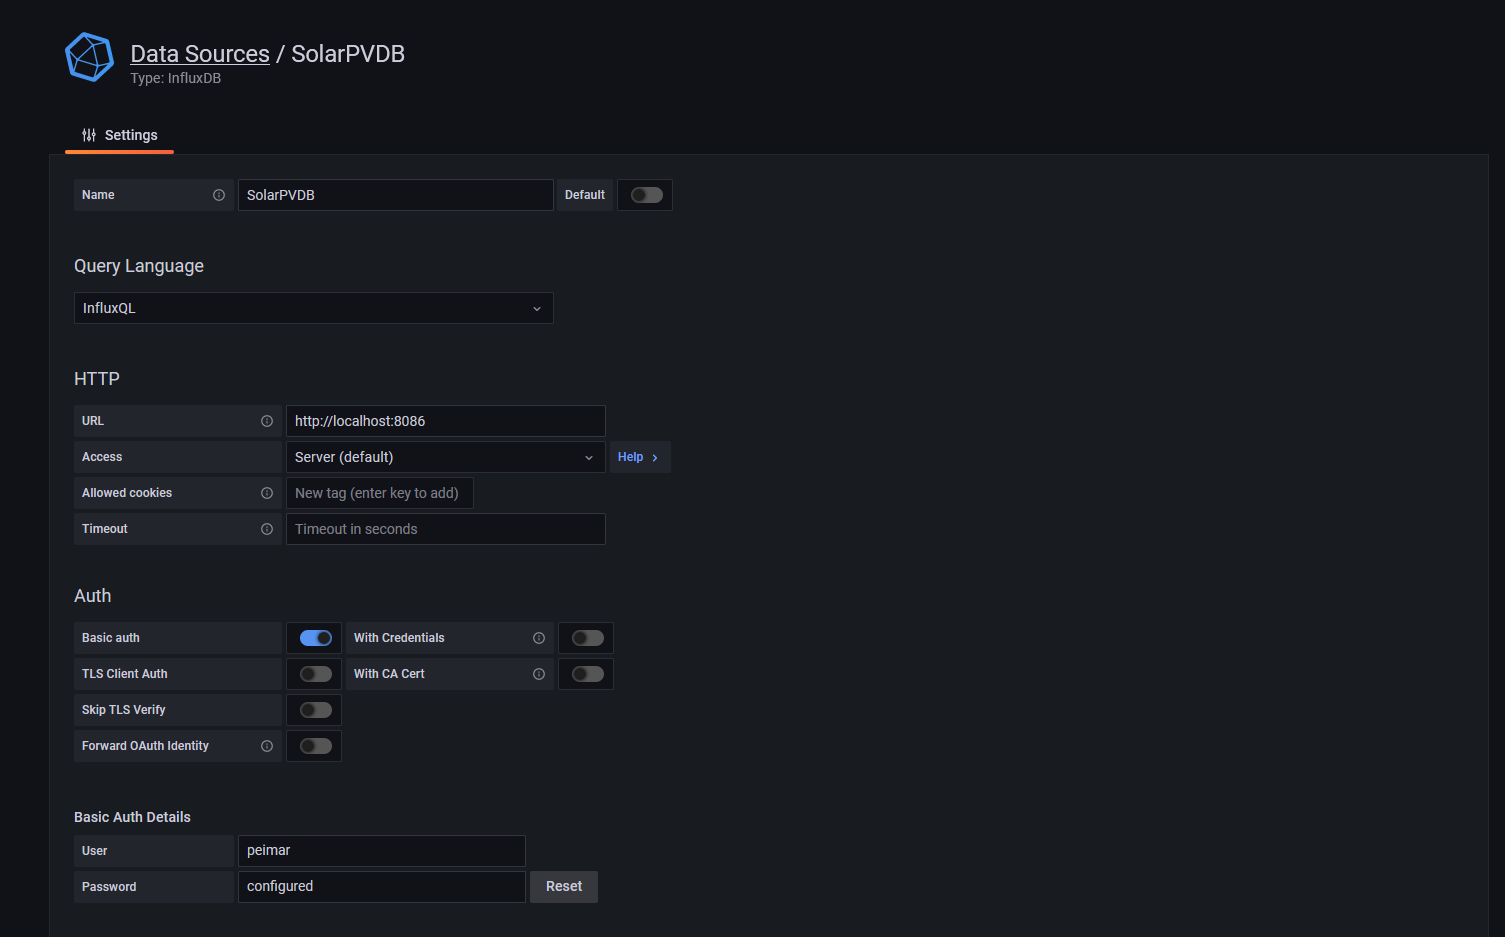 Data Sources / SolarPVDB
Type: InfluxDB
Settings
Name SolarPVDB Default
Query Language
InfluxQL
HTTP
URL http://localhost:8086
Access Server (default) Help
Allowed cookies New tag (enter key to add)
Timeout Timeout in seconds
Auth
Basic auth With Credentials
TLS Client Auth With CA Cert
Skip TLS Verify
Forward OAuth Identity
Basic Auth Details
User peimar
Password configured Reset